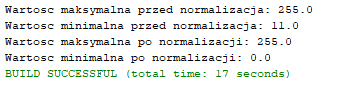 Wartosc maksymalna przed normalizacja: 255.0
Wartosc minimalna przed normalizacja: 11.0
Wartosc maksymalna po normalizacji: 255.0
Wartosc minimalna po normalizacji: 0.0
BUILD SUCCESSFUL (total time: 17 seconds)